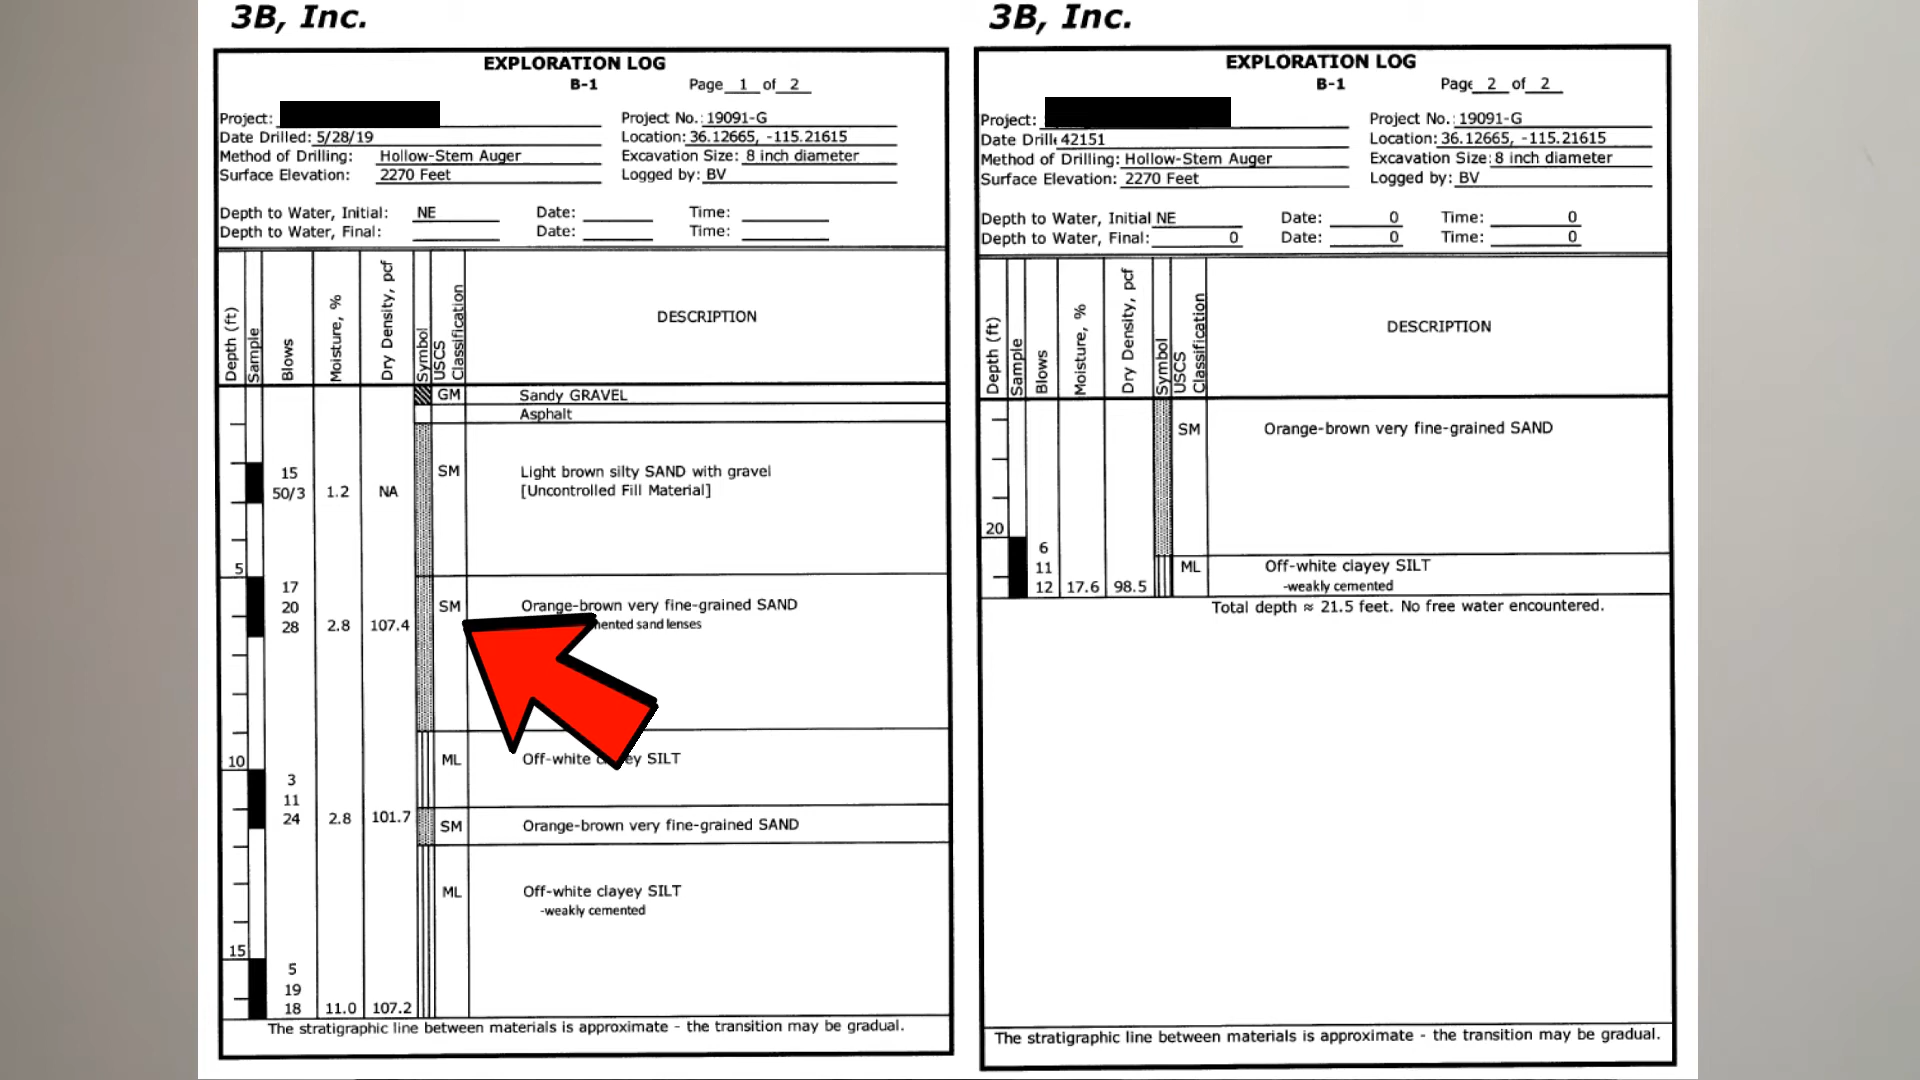 3B, Inc.
EXPLORATION LOG
B-1 Page 1 of 2
Project:
Project No.: 19091-G
Date Drilled: 5/28/19
Location: 36.12665, -115.21615
Method of Drilling: Hollow-Stem Auger
Excavation Size: 8 inch diameter
Surface Elevation: 2270 Feet
Logged by: BV
Depth to Water, Initial: NE Date: Time:
Depth to Water, Final: Date: Time:
Depth (ft)
Sample
Blows
Moisture, %
Dry Density, pcf
Symbol
USCS
Classification
DESCRIPTION
GM Sandy GRAVEL
Asphalt
15 SM Light brown silty SAND with gravel
50/3 1.2 NA [Uncontrolled Fill Material]
5
17
20 SM Orange-brown very fine-grained SAND
28 2.8 107.4 sand lenses
10 ML Off-white SILT
3
11
24 2.8 101.7 SM Orange-brown very fine-grained SAND
ML Off-white clayey SILT
-weakly cemented
15
5
19
18 11.0 107.2
The stratigraphic line between materials is approximate - the transition may be gradual.
3B, Inc.
EXPLORATION LOG
B-1 Page 2 of 2
Project:
Project No.: 19091-G
Date 42151
Location: 36.12665, -115.21615
Method of Drilling: Hollow-Stem Auger
Excavation Size: 8 inch diameter
Surface Elevation: 2270 Feet
Logged by: BV
Depth to Water, Initial NE Date: 0 Time: 0
Depth to Water, Final: 0 Date: 0 Time: 0
Depth (ft)
Sample
Blows
Moisture, %
Dry Density, pcf
Symbol
USCS
Classification
DESCRIPTION
SM Orange-brown very fine-grained SAND
20
6
11 ML Off-white clayey SILT
12 17.6 98.5 -weakly cemented
Total depth ≈ 21.5 feet. No free water encountered.
The stratigraphic line between materials is approximate - the transition may be gradual.